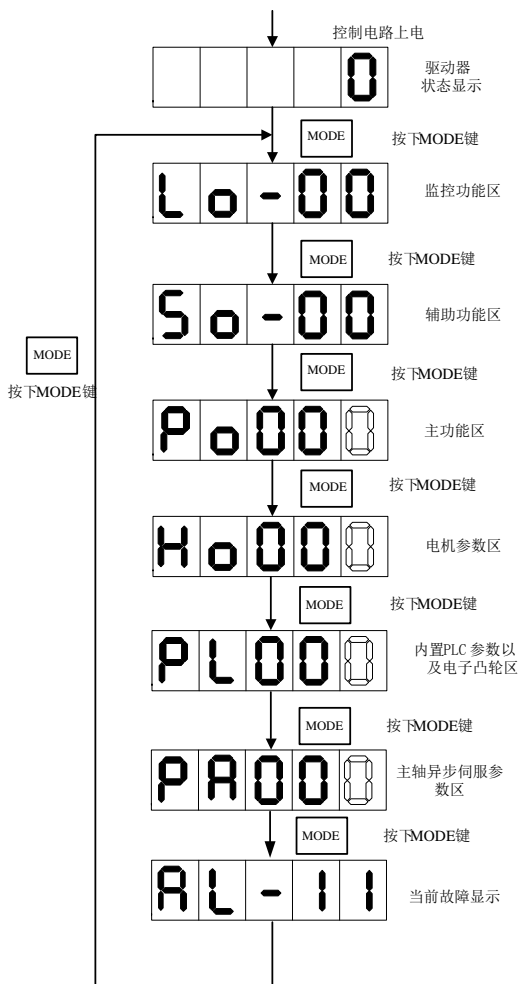 控制电路上电
0
驱动器
状态显示
MODE
按下MODE键
Lo-00
监控功能区
MODE
按下MODE键
So-00
辅助功能区
MODE
按下MODE键
MODE
按下MODE键
Po000
主功能区
MODE
按下MODE键
Ho000
电机参数区
MODE
按下MODE键
PL000
内置PLC 参数以
及电子凸轮区
MODE
按下MODE键
PA000
主轴异步伺服参
数区
MODE
按下MODE键
AL-11
当前故障显示